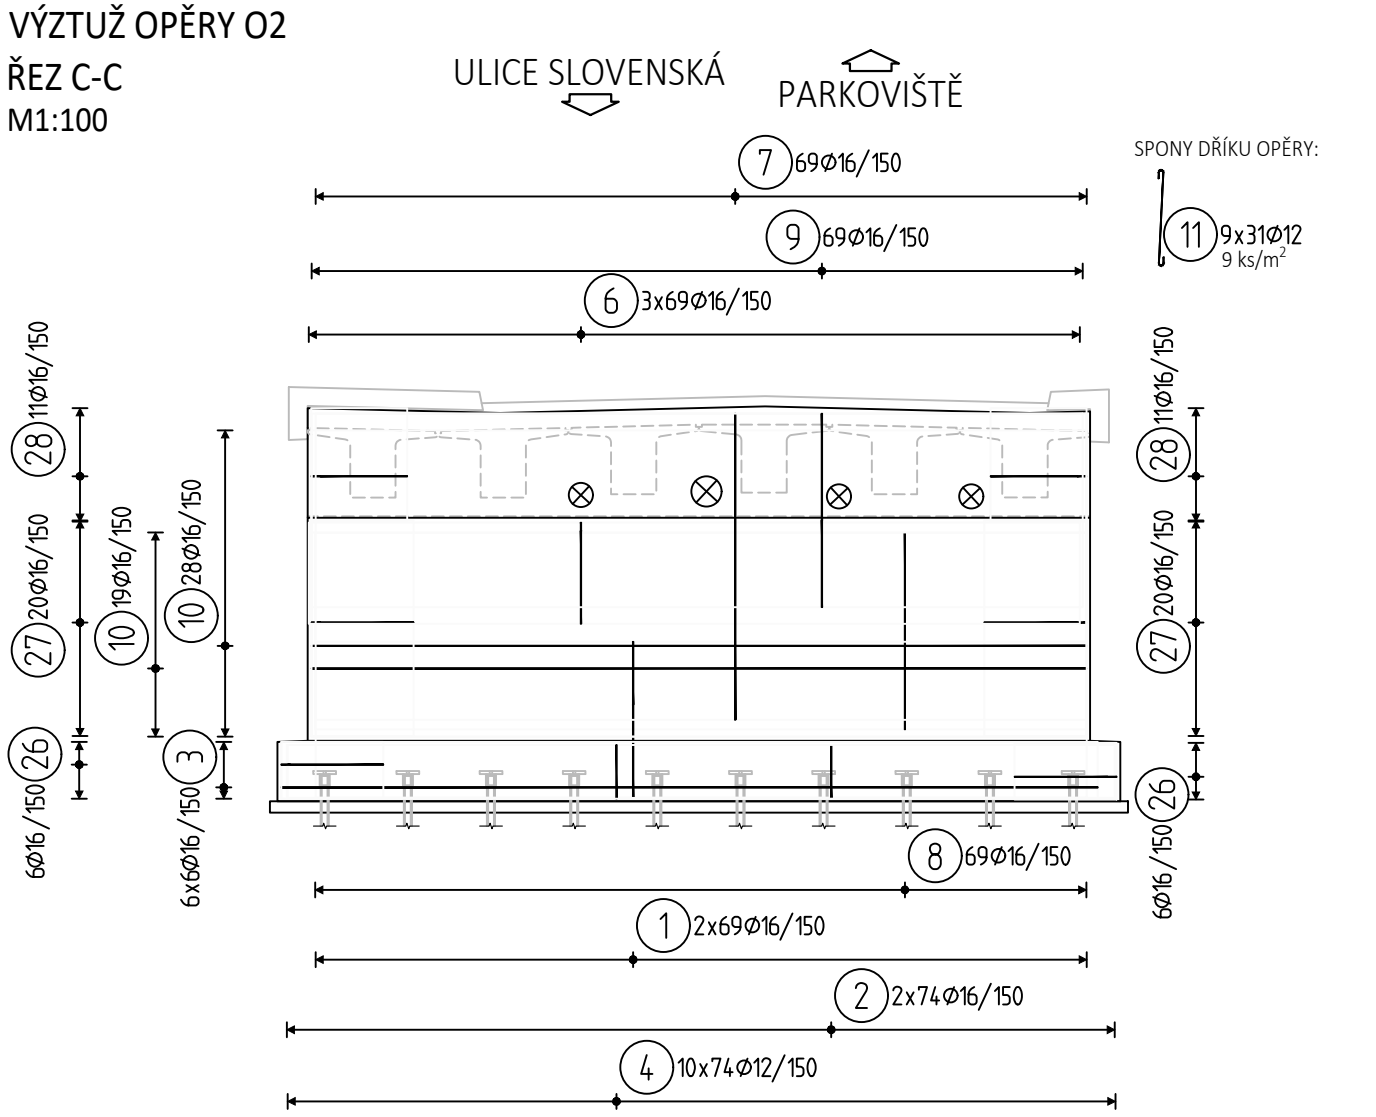 VÝZTUŽ OPĚRY O2
ŘEZ C-C
M1:100
ULICE SLOVENSKÁ
PARKOVIŠTĚ
SPONY DŘÍKU OPĚRY:
11 9x31Ø12
9 ks/m²
7 69Ø16/150
9 69Ø16/150
6 3x69Ø16/150
28 11Ø16/150
27 20Ø16/150
26 6Ø16/150
10 19Ø16/150
10 28Ø16/150
3 6x6Ø16/150
28 11Ø16/150
27 20Ø16/150
26 6Ø16/150
8 69Ø16/150
1 2x69Ø16/150
2 2x74Ø16/150
4 10x74Ø12/150